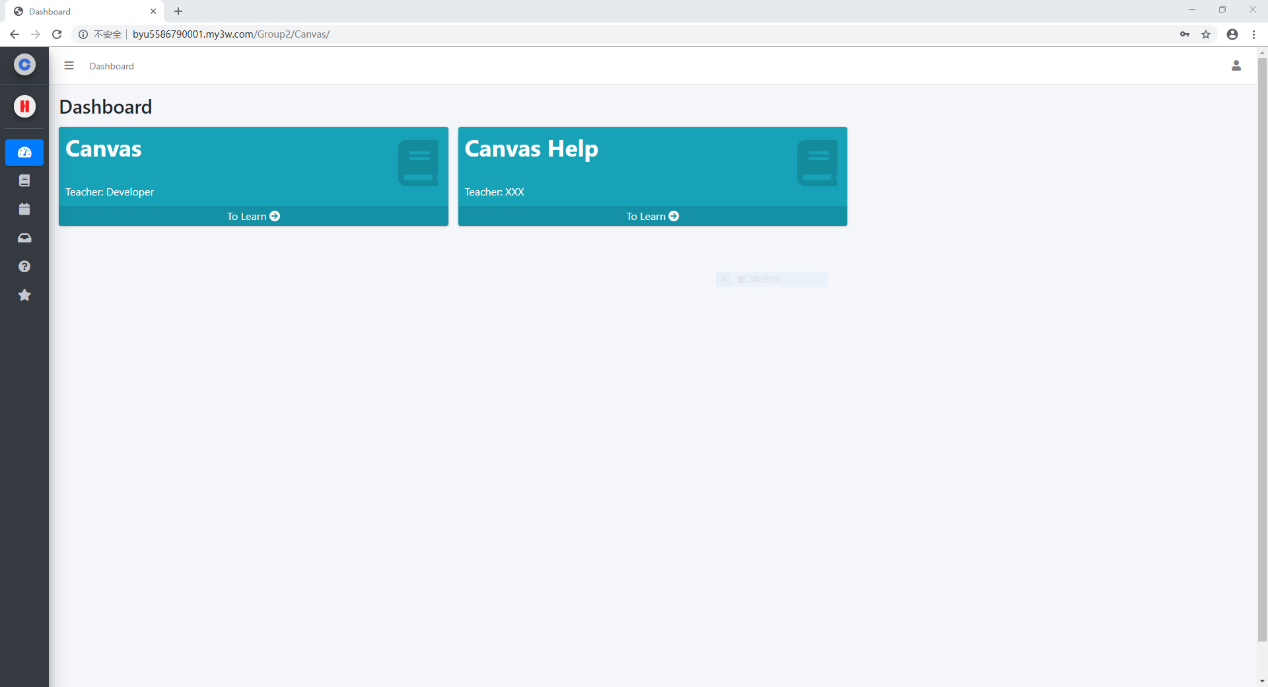 Dashboard
不安全 | byu5586790001.my3w.com/Group2/Canvas/
C
Dashboard
H
Dashboard
Canvas
Teacher: Developer
To Learn
Canvas Help
Teacher: XXX
To Learn